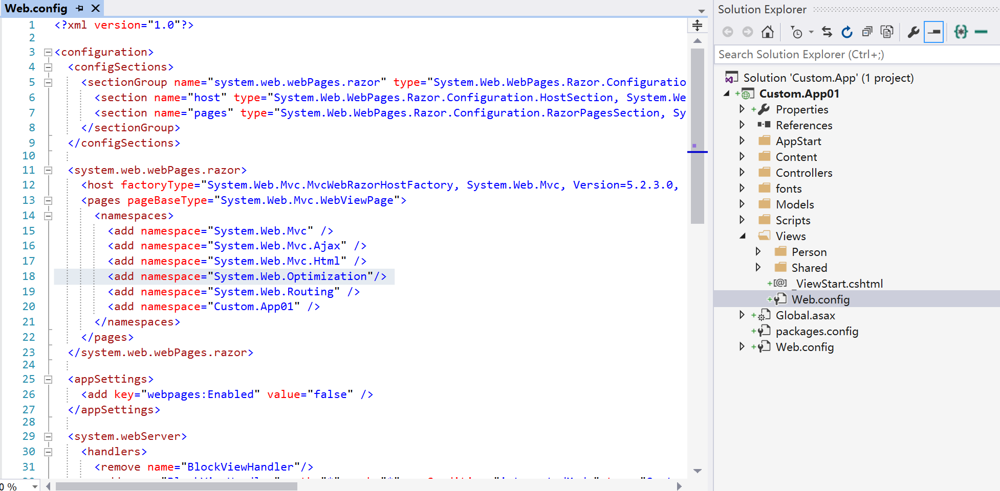 Web.config
1 <?xml version="1.0"?>
2
3 <configuration>
4 <configSections>
5 <sectionGroup name="system.web.webPages.razor" type="System.Web.WebPages.Razor.Configuratio
6 <section name="host" type="System.Web.WebPages.Razor.Configuration.HostSection, System.We
7 <section name="pages" type="System.Web.WebPages.Razor.Configuration.RazorPagesSection, Sy
8 </sectionGroup>
9 </configSections>
10
11 <system.web.webPages.razor>
12 <host factoryType="System.Web.Mvc.MvcWebRazorHostFactory, System.Web.Mvc, Version=5.2.3.0,
13 <pages pageBaseType="System.Web.Mvc.WebViewPage">
14 <namespaces>
15 <add namespace="System.Web.Mvc" />
16 <add namespace="System.Web.Mvc.Ajax" />
17 <add namespace="System.Web.Mvc.Html" />
18 <add namespace="System.Web.Optimization"/>
19 <add namespace="System.Web.Routing" />
20 <add namespace="Custom.App01" />
21 </namespaces>
22 </pages>
23 </system.web.webPages.razor>
24
25 <appSettings>
26 <add key="webpages:Enabled" value="false" />
27 </appSettings>
28
29 <system.webServer>
30 <handlers>
31 <remove name="BlockViewHandler"/>
0 %
Solution Explorer
Search Solution Explorer (Ctrl+;)
Solution 'Custom.App' (1 project)
Custom.App01
Properties
References
AppStart
Content
Controllers
fonts
Models
Scripts
Views
Person
Shared
_ViewStart.cshtml
Web.config
Global.asax
packages.config
Web.config